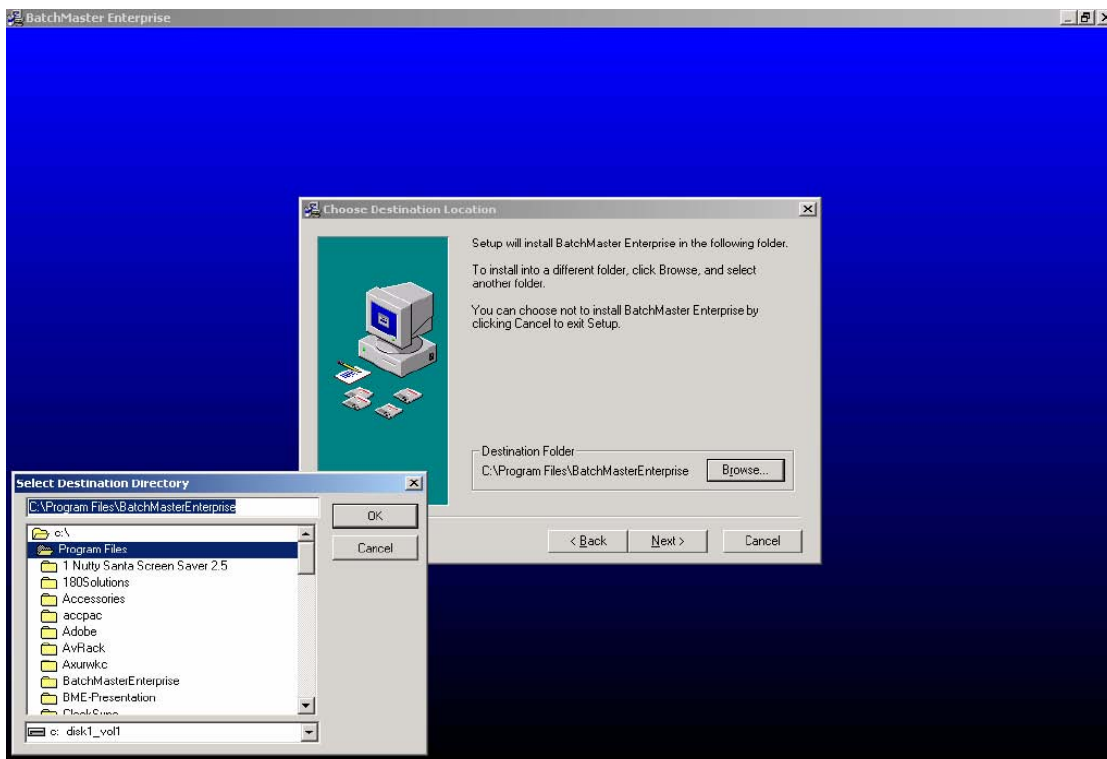 BatchMaster Enterprise
Choose Destination Location
Setup will install BatchMaster Enterprise in the following folder.
To install into a different folder, click Browse, and select
another folder.
You can choose not to install BatchMaster Enterprise by
clicking Cancel to exit Setup.
Destination Folder
C:\Program Files\BatchMasterEnterprise
Browse...
< Back
Next >
Cancel
Select Destination Directory
C:\Program Files\BatchMasterEnterprise
OK
Cancel
c:\
Program Files
1 Nutty Santa Screen Saver 2.5
180Solutions
Accessories
accpac
Adobe
AvRack
Axurwkc
BatchMasterEnterprise
BME-Presentation
c: disk1_vol1